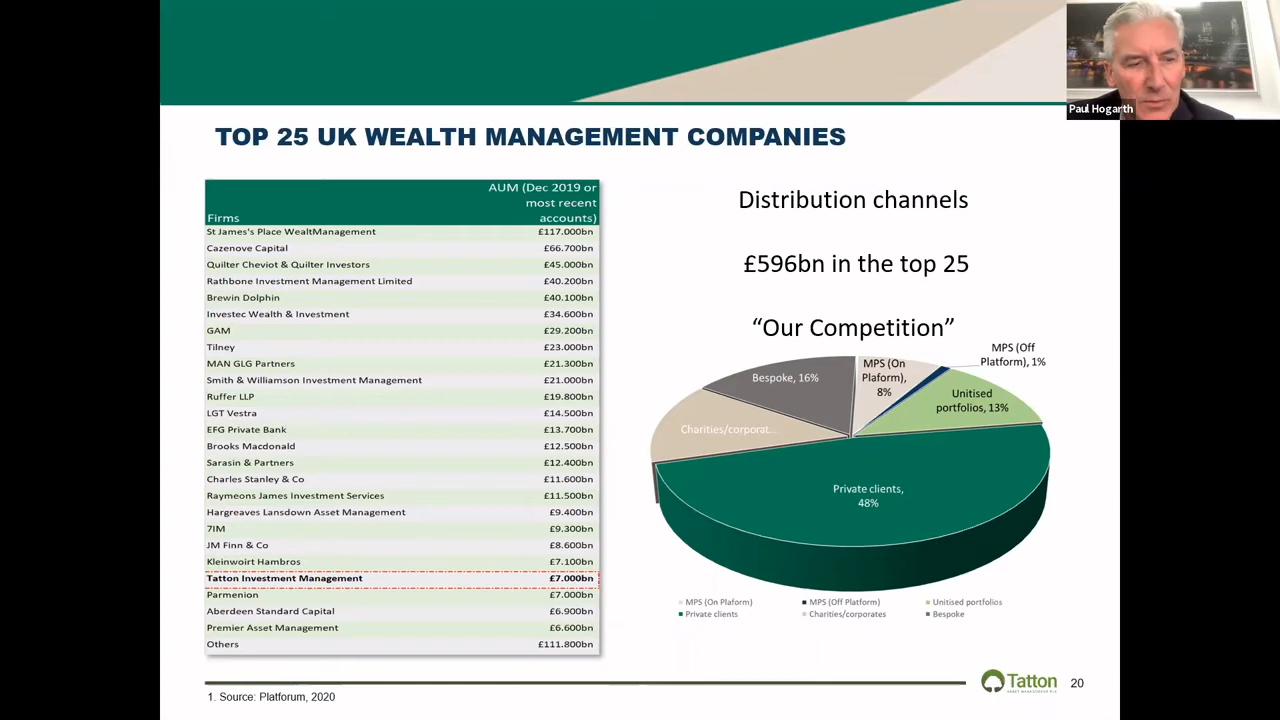 Paul Hogarth
TOP 25 UK WEALTH MANAGEMENT COMPANIES
Firms AUM (Dec 2019 or
most recent
accounts)
St James's Place WealtManagement £117.000bn
Cazenove Capital £66.700bn
Quilter Cheviot & Quilter Investors £45.000bn
Rathbone Investment Management Limited £40.200bn
Brewin Dolphin £40.100bn
Investec Wealth & Investment £34.600bn
GAM £29.200bn
Tilney £23.000bn
MAN GLG Partners £21.300bn
Smith & Williamson Investment Management £21.000bn
Ruffer LLP £19.800bn
LGT Vestra £14.500bn
EFG Private Bank £13.700bn
Brooks Macdonald £12.500bn
Sarasin & Partners £12.400bn
Charles Stanley & Co £11.600bn
Raymeons James Investment Services £11.500bn
Hargreaves Lansdown Asset Management £9.400bn
7IM £9.300bn
JM Finn & Co £8.600bn
Kleinwoirt Hambros £7.100bn
Tatton Investment Management £7.000bn
Parmenion £7.000bn
Aberdeen Standard Capital £6.900bn
Premier Asset Management £6.600bn
Others £111.800bn
Distribution channels
£596bn in the top 25
“Our Competition”
MPS (Off
Platform), 1%
MPS (On
Plaform),
8%
Bespoke, 16%
Unitised
portfolios, 13%
Charities/corporat...
Private clients,
48%
MPS (On Plaform) MPS (Off Platform) Unitised portfolios
Private clients Charities/corporates Bespoke
1. Source: Platforum, 2020
Tatton
ASSET MANAGEMENT PLC
20